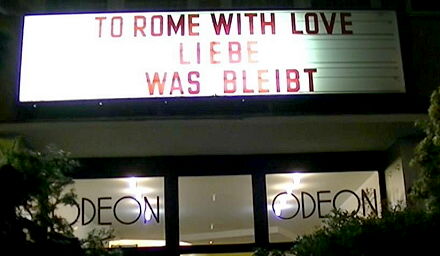 TO ROME WITH LOVE
LIEBE
WAS BLEIBT
ODEON ODEON